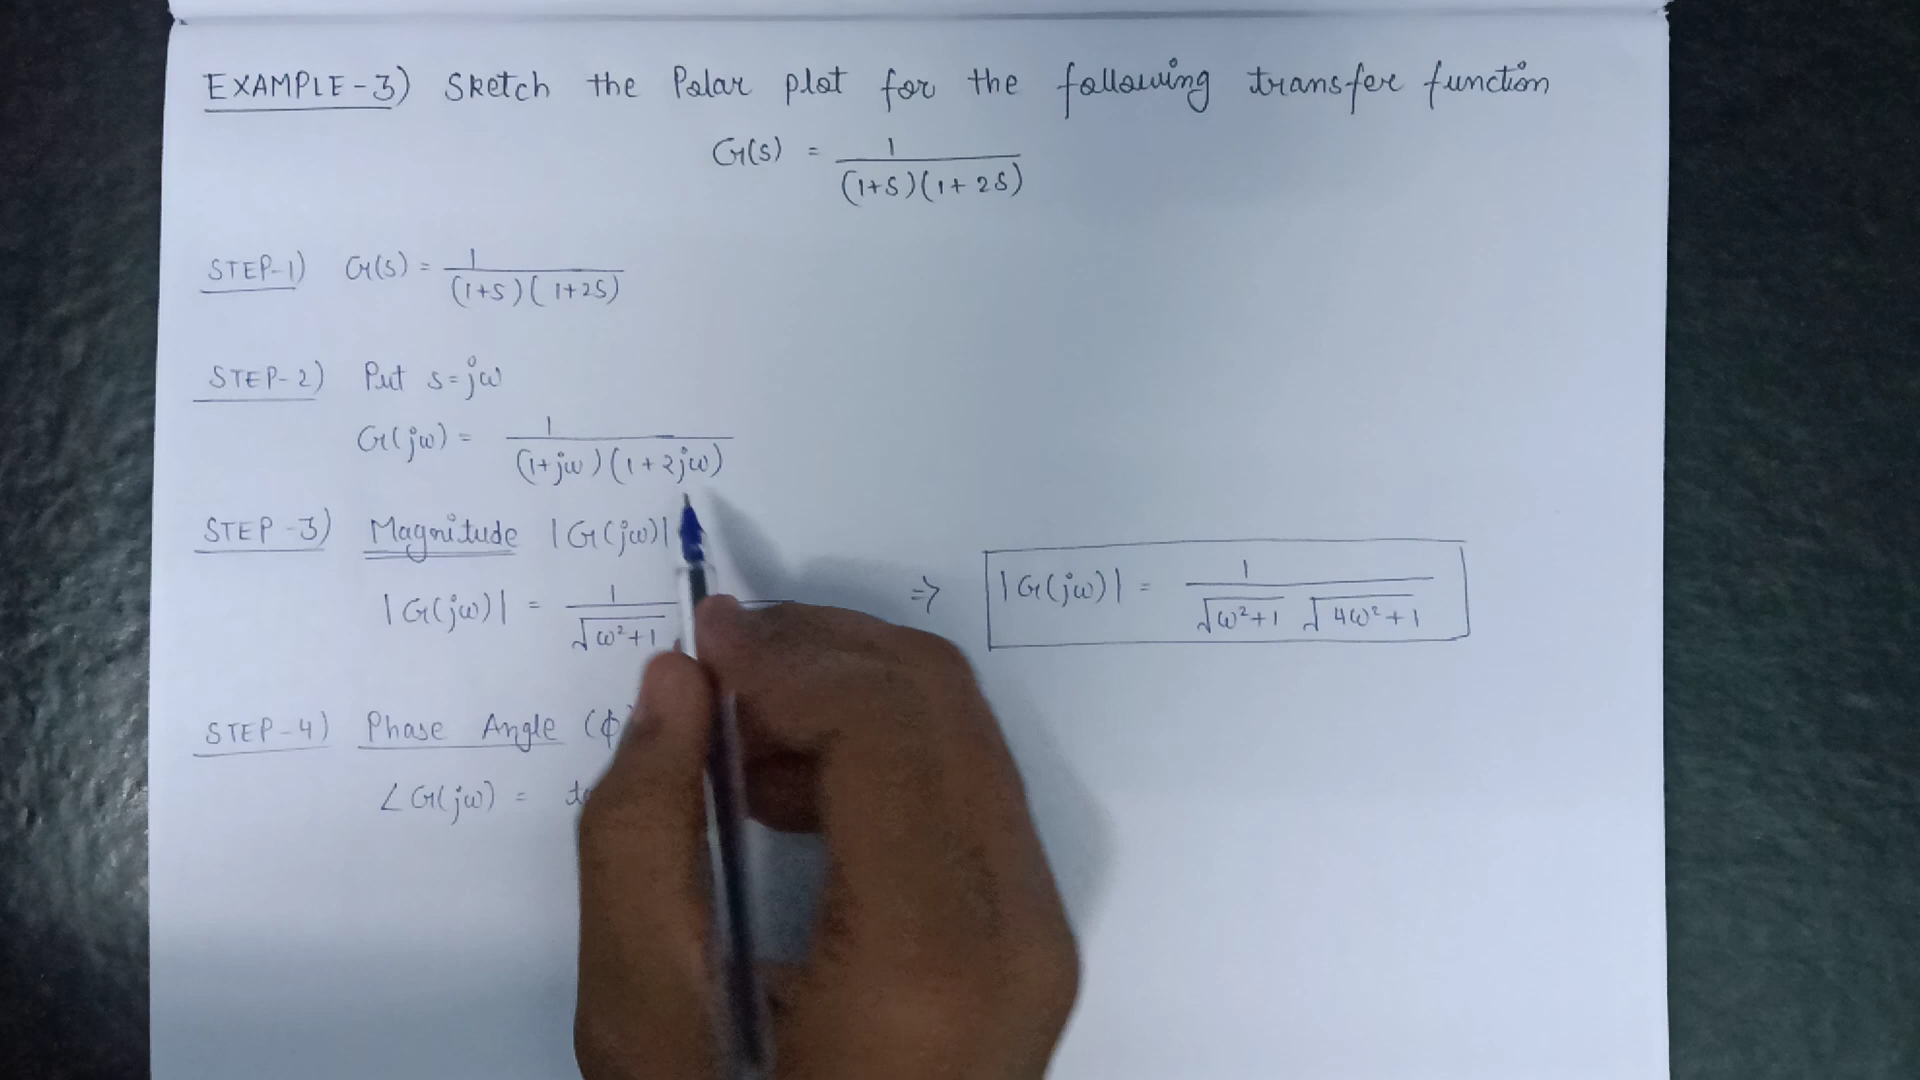 EXAMPLE-3) Sketch the Polar plot for the following transfer function
G(s) = 1 / (1+s)(1+2s)
STEP-1) G(s) = 1 / (1+s)(1+2s)
STEP-2) Put s=jω
G(jω) = 1 / (1+jω)(1+2jω)
STEP-3) Magnitude |G(jω)|
|G(jω)| = 1 / √ω²+1
⇒ |G(jω)| = 1 / √ω²+1 √4ω²+1
STEP-4) Phase Angle (ϕ
∠G(jω) =